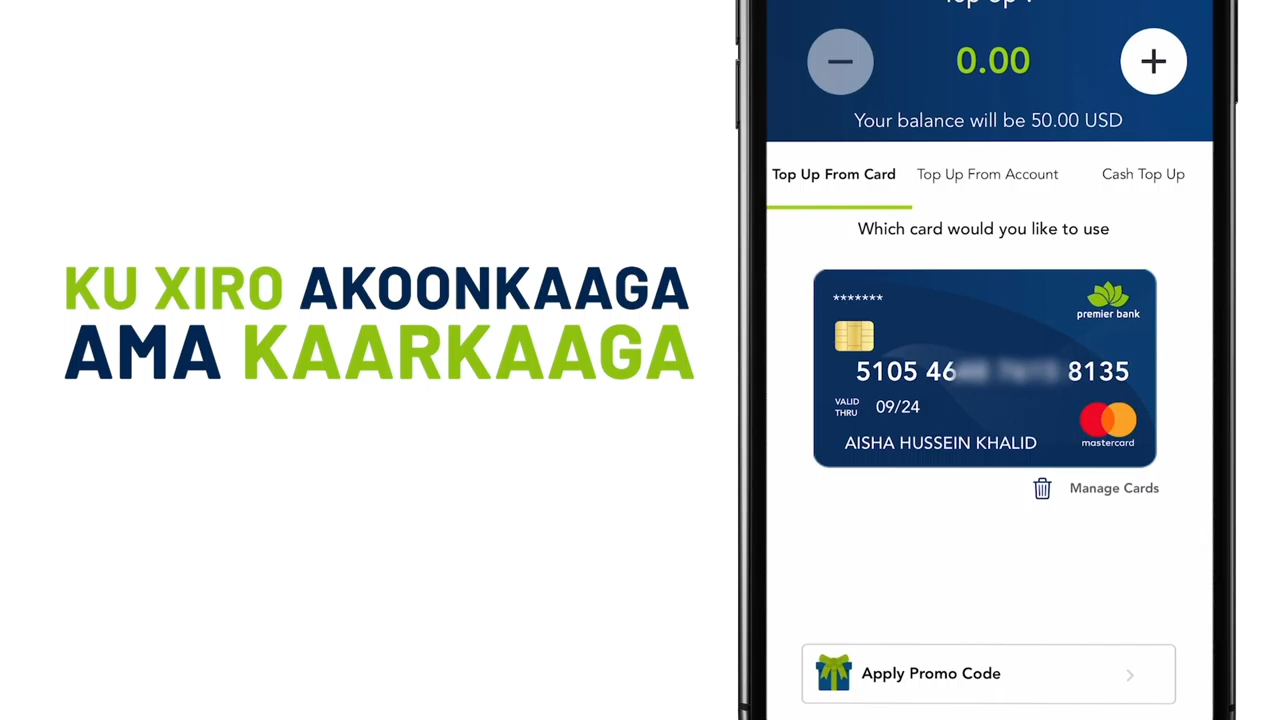 KU XIRO AKOONKAAGA
AMA KAARKAAGA
0.00
Your balance will be 50.00 USD
Top Up From Card
Top Up From Account
Cash Top Up
Which card would you like to use
*******
premier bank
5105 46 8135
VALID THRU 09/24
AISHA HUSSEIN KHALID
mastercard
Manage Cards
Apply Promo Code